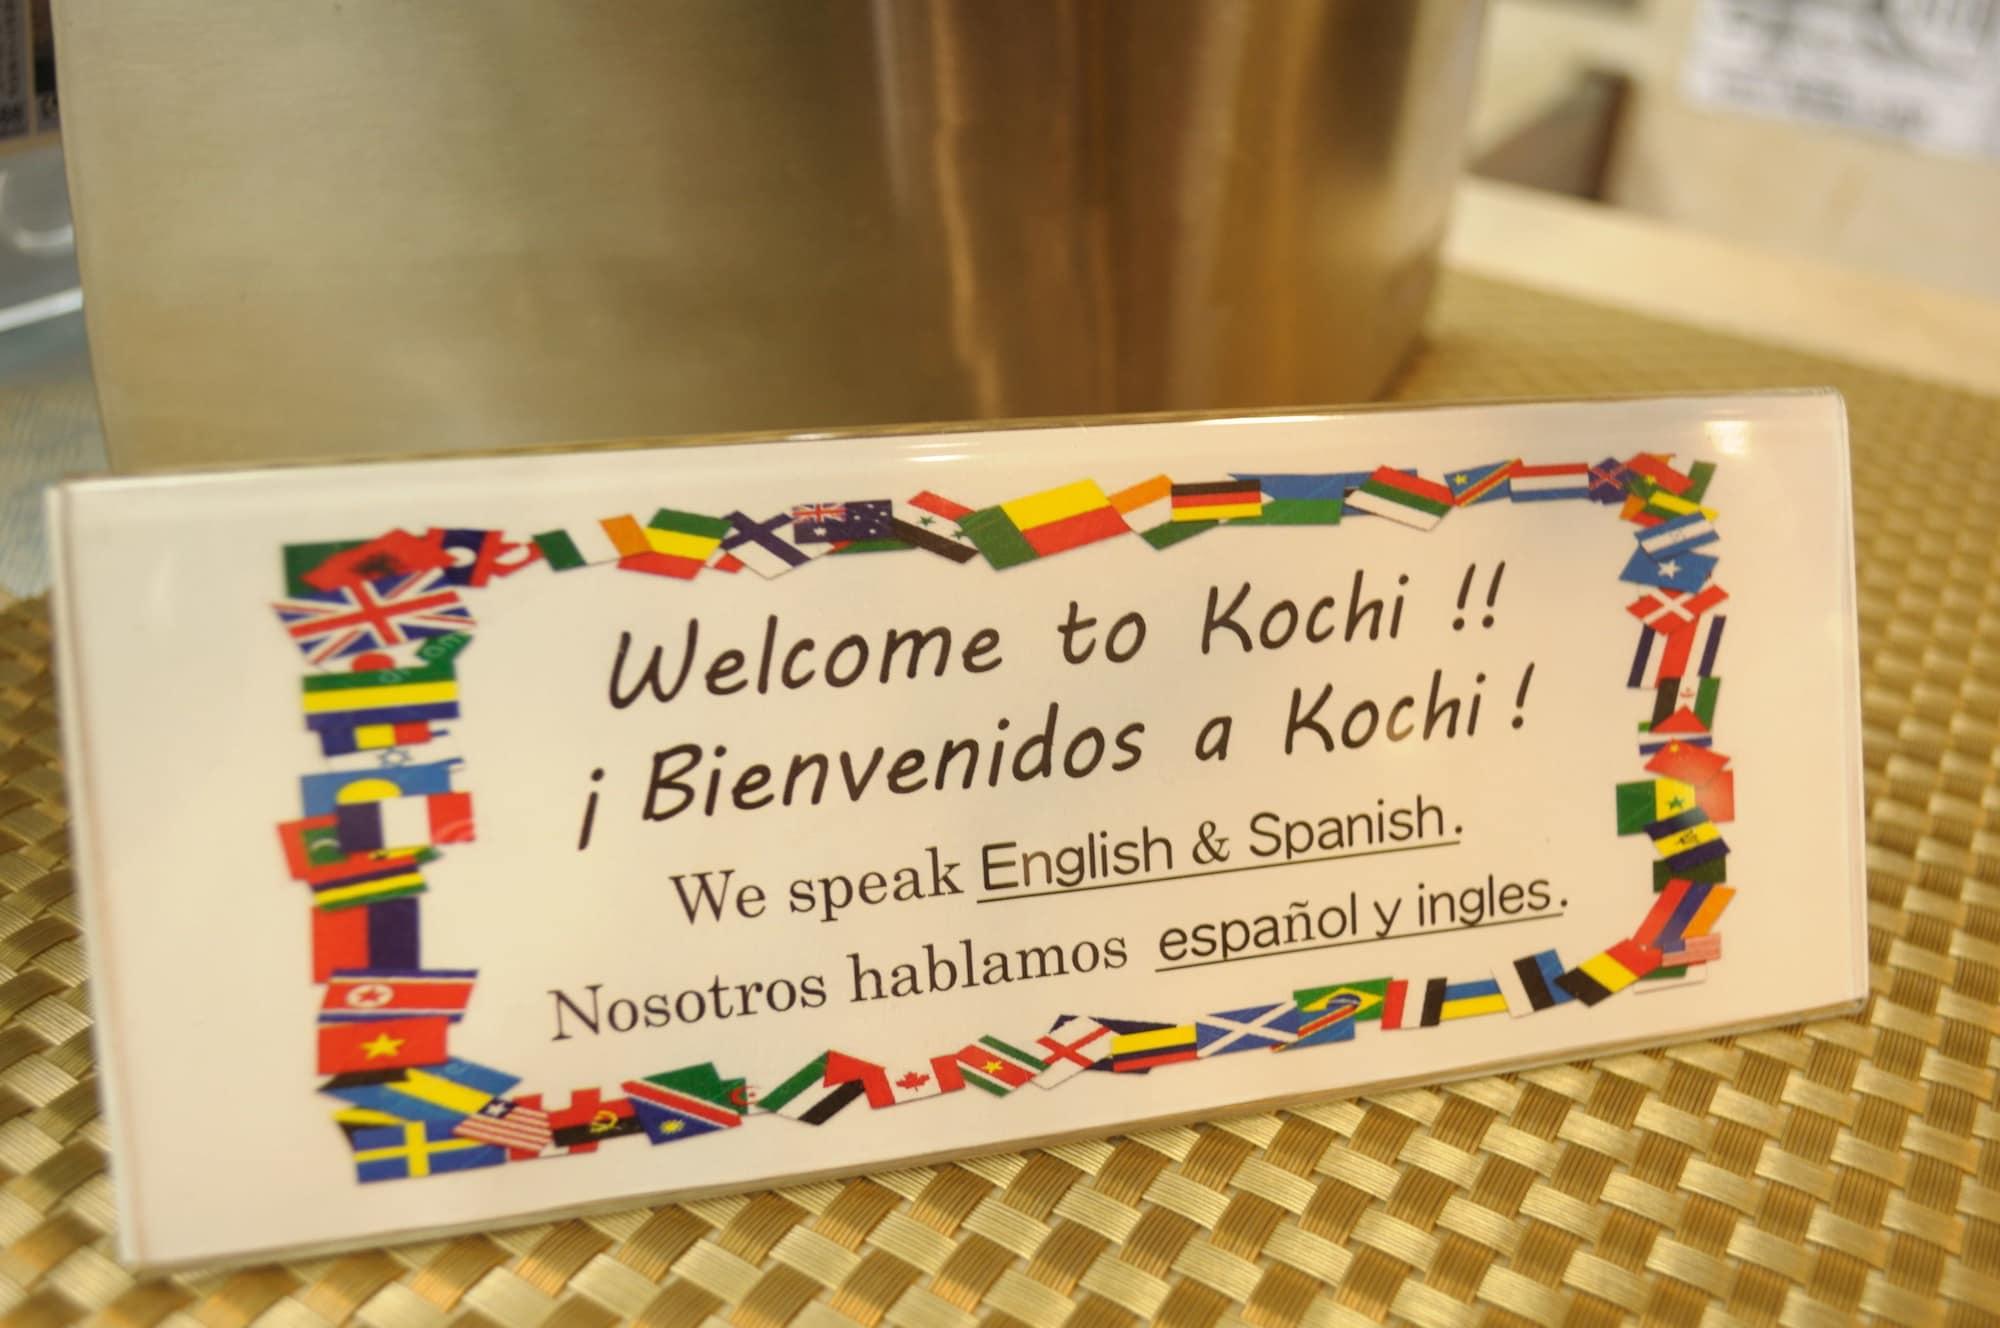 Welcome to Kochi !!
¡ Bienvenidos a Kochi !
We speak English & Spanish.
Nosotros hablamos español y ingles.